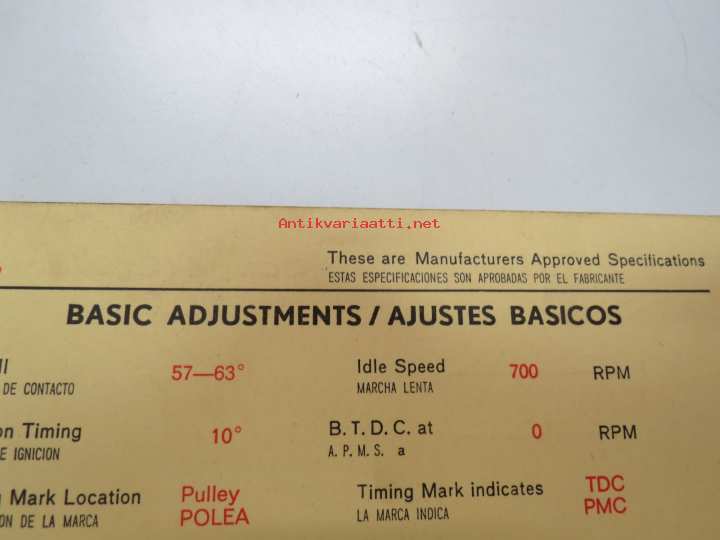 Antikvariaatti.net
These are Manufacturers Approved Specifications
ESTAS ESPECIFICACIONES SON APROBADAS POR EL FABRICANTE
BASIC ADJUSTMENTS / AJUSTES BASICOS
57—63° Idle Speed 700 RPM
DE CONTACTO MARCHA LENTA
Timing 10° B. T. D. C. at 0 RPM
IGNICION A. P. M. S. a
Mark Location Pulley Timing Mark indicates TDC
DE LA MARCA POLEA LA MARCA INDICA PMC